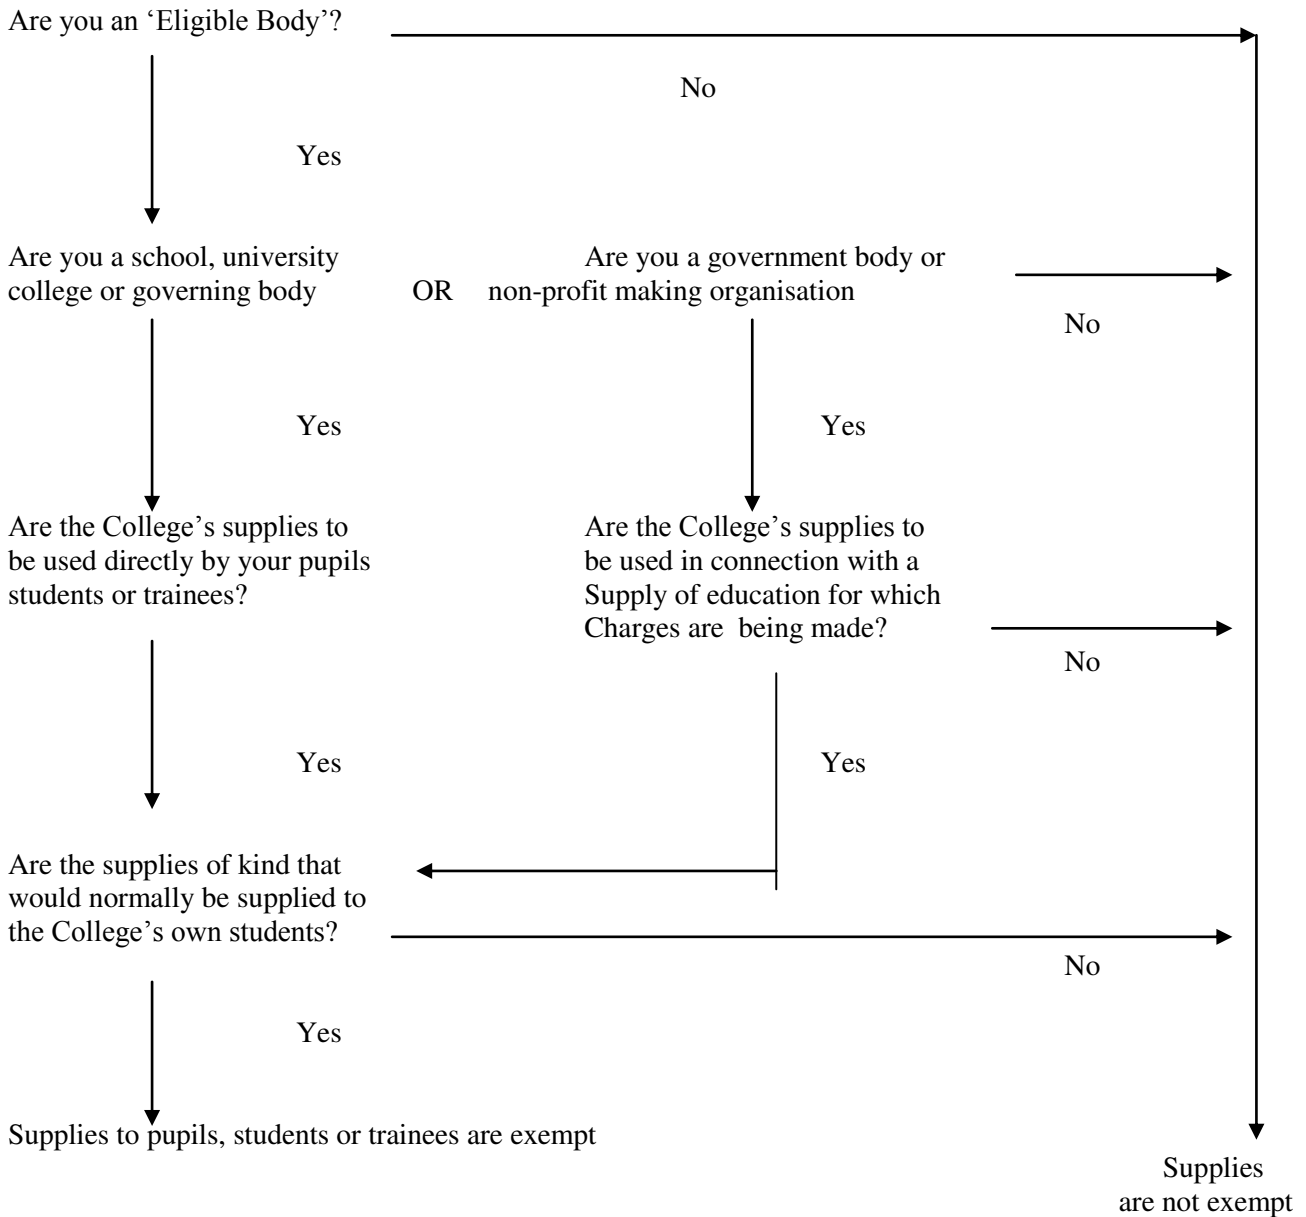 Are you an ‘Eligible Body’?
No
Yes
Are you a school, university
college or governing body
OR
Are you a government body or
non-profit making organisation
No
Yes
Yes
Are the College’s supplies to
be used directly by your pupils
students or trainees?
Are the College’s supplies to
be used in connection with a
Supply of education for which
Charges are being made?
No
Yes
Yes
Are the supplies of kind that
would normally be supplied to
the College’s own students?
No
Yes
Supplies to pupils, students or trainees are exempt
Supplies
are not exempt